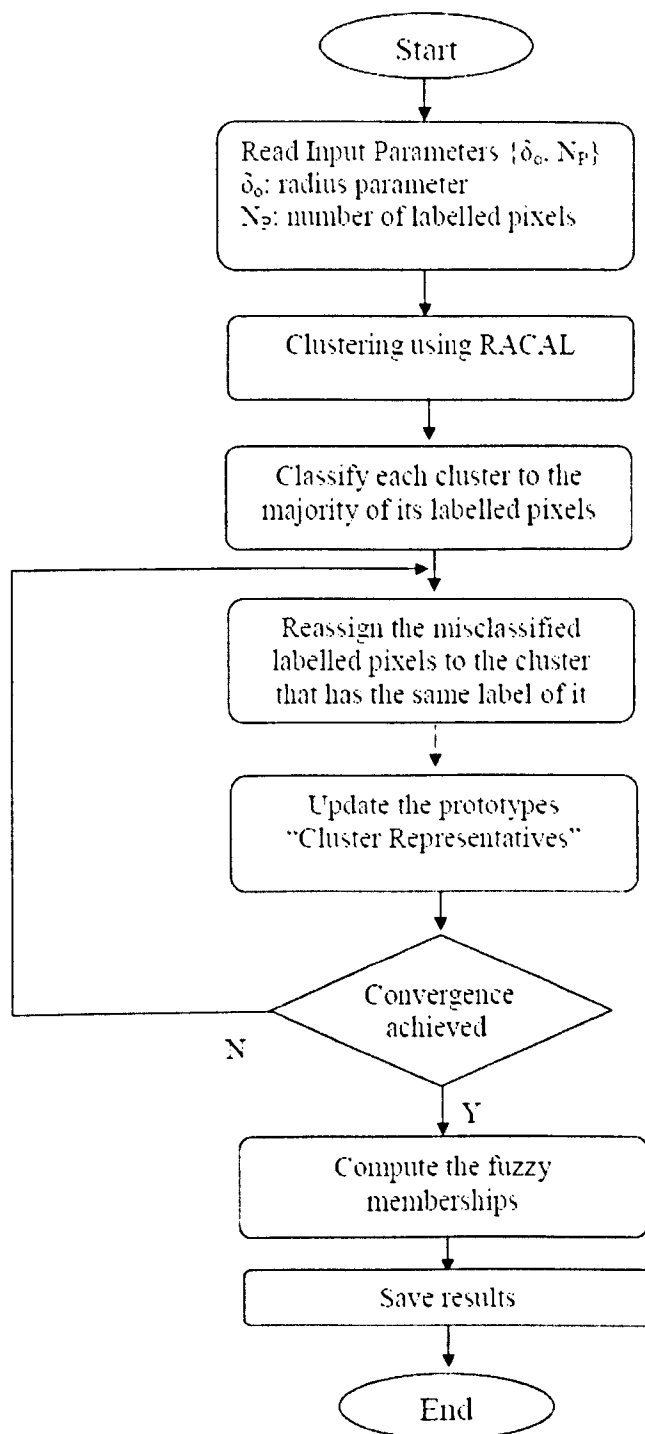 Start
Read Input Parameters {δₒ, N_P}
δₒ: radius parameter
N_P: number of labelled pixels
Clustering using RACAL
Classify each cluster to the
majority of its labelled pixels
Reassign the misclassified
labelled pixels to the cluster
that has the same label of it
Update the prototypes
“Cluster Representatives”
Convergence
achieved
N
Y
Compute the fuzzy
memberships
Save results
End